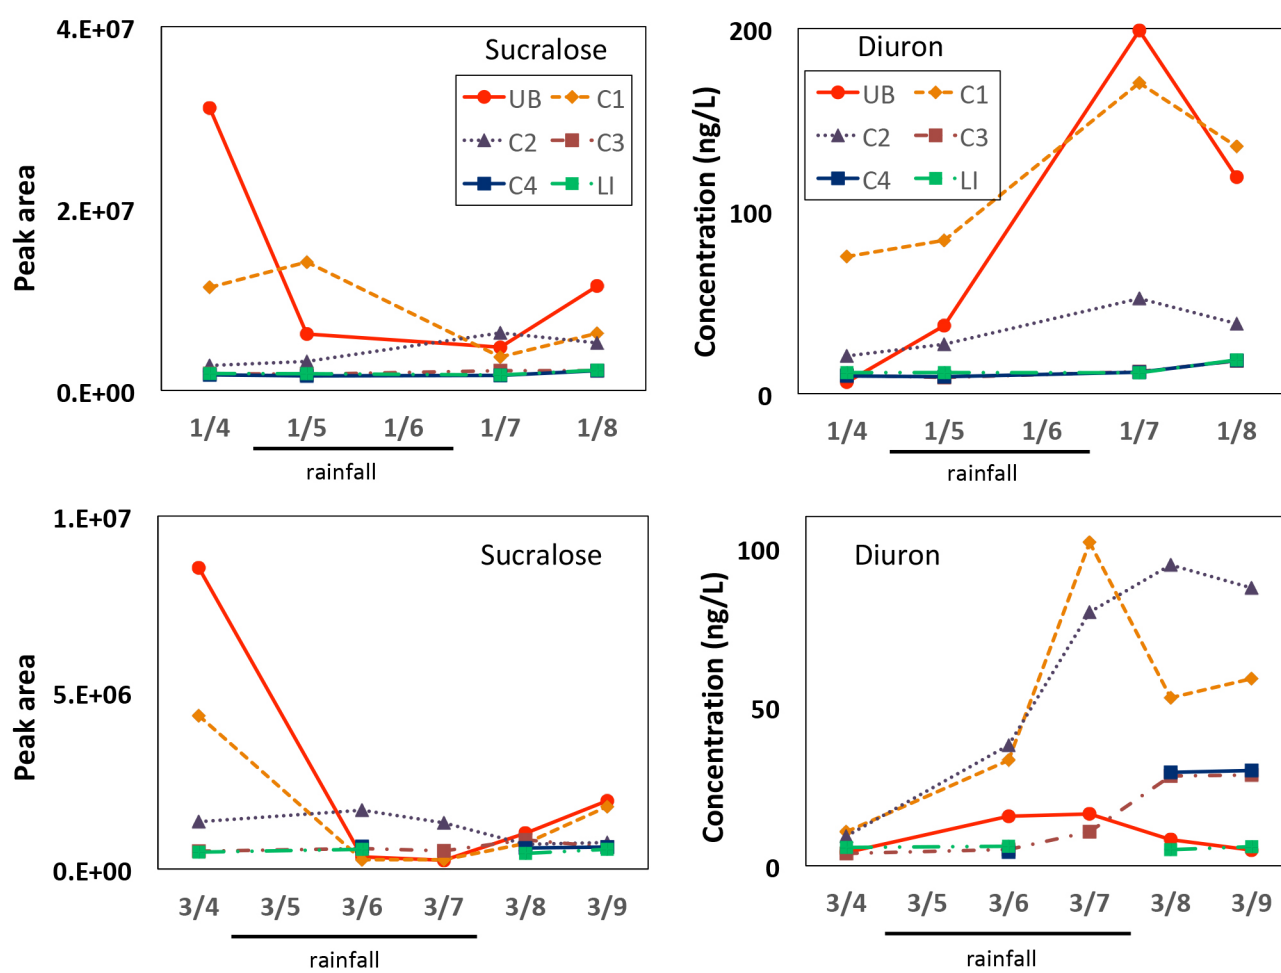 4.E+07
Sucralose
UB C1
C2 C3
C4 LI
2.E+07
Peak area
0.E+00
1/4 1/5 1/6 1/7 1/8
rainfall
200
Diuron
UB C1
C2 C3
C4 LI
Concentration (ng/L)
100
0
1/4 1/5 1/6 1/7 1/8
rainfall
1.E+07
Sucralose
5.E+06
Peak area
0.E+00
3/4 3/5 3/6 3/7 3/8 3/9
rainfall
100
Diuron
Concentration (ng/L)
50
0
3/4 3/5 3/6 3/7 3/8 3/9
rainfall